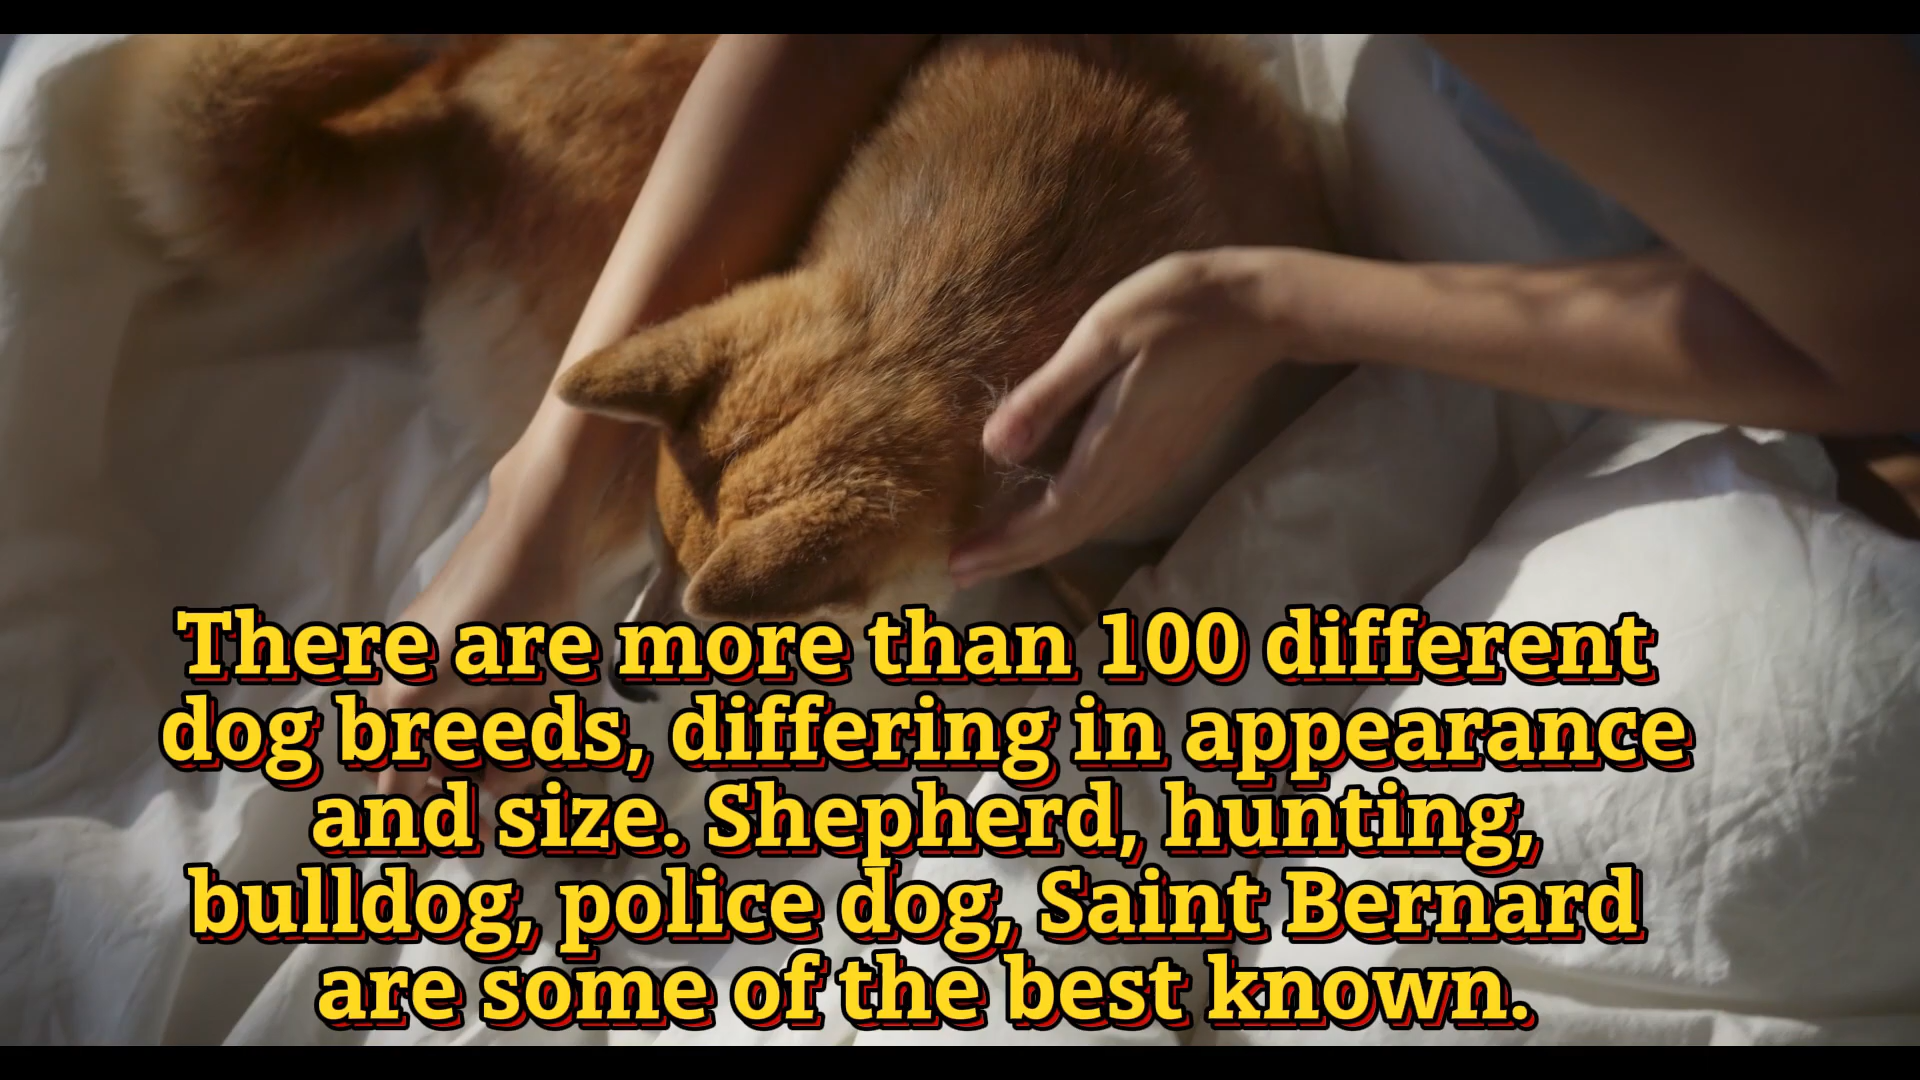 There are more than 100 different
dog breeds, differing in appearance
and size. Shepherd, hunting,
bulldog, police dog, Saint Bernard
are some of the best known.